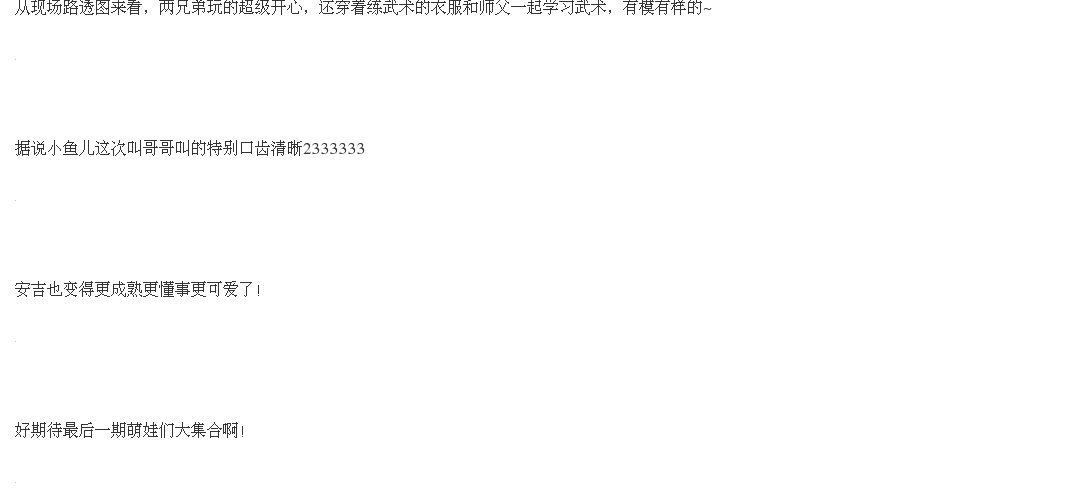 从现场路透图来看，两兄弟玩的超级开心，还穿着练武术的衣服和师父一起学习武术，有模有样的~
据说小鱼儿这次叫哥哥叫的特别口齿清晰2333333
安吉也变得更成熟更懂事更可爱了!
好期待最后一期萌娃们大集合啊!